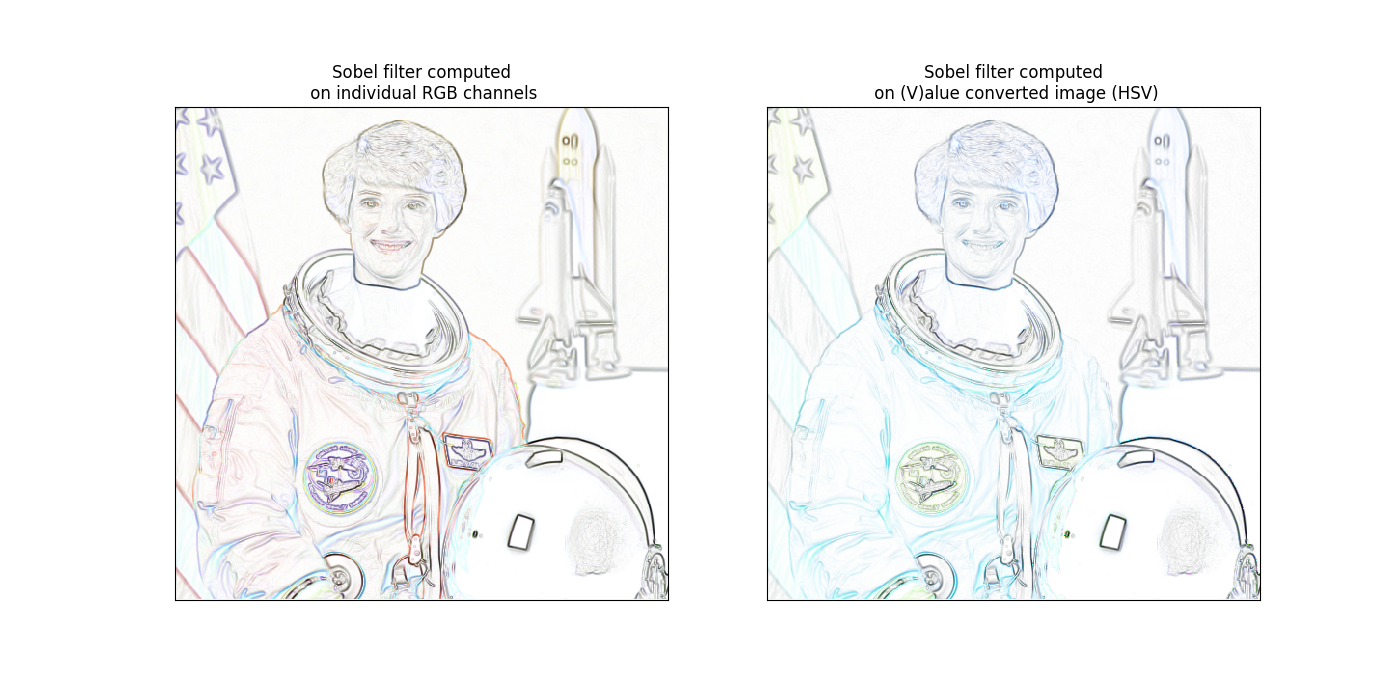 Sobel filter computed
on individual RGB channels
Sobel filter computed
on (V)alue converted image (HSV)